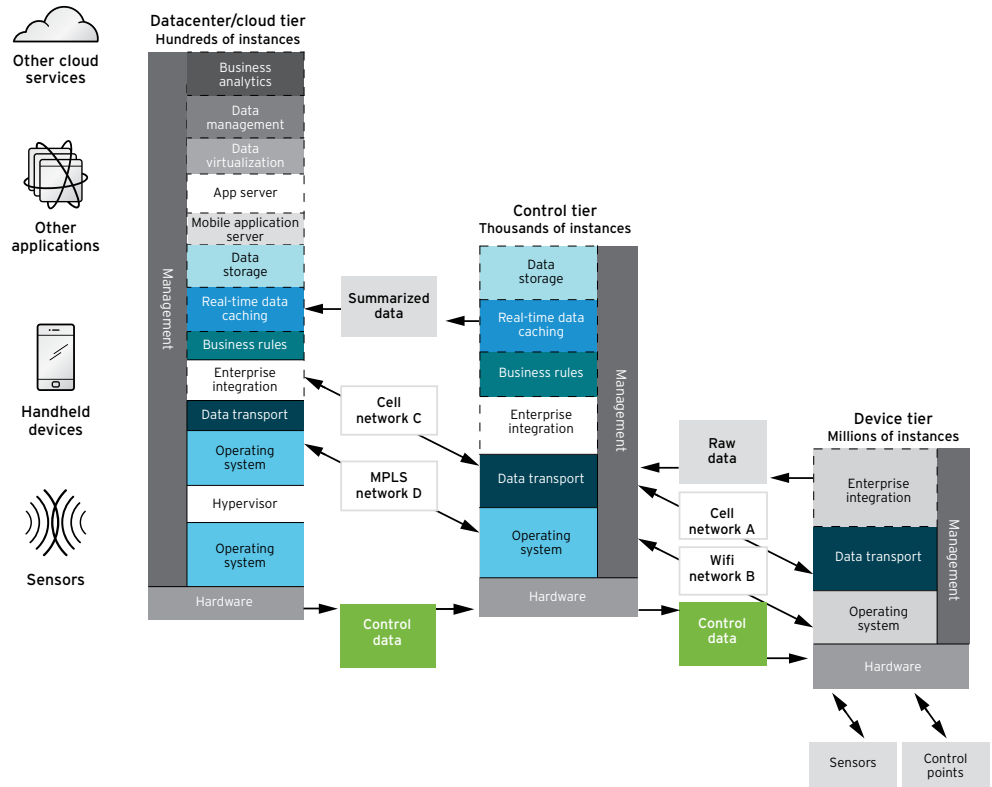 Other cloud
services
Other
applications
Handheld
devices
Sensors
Datacenter/cloud tier
Hundreds of instances
Management
Business
analytics
Data
management
Data
virtualization
App server
Mobile application
server
Data
storage
Real-time data
caching
Business rules
Enterprise
integration
Data transport
Operating
system
Hypervisor
Operating
system
Hardware
Summarized
data
Cell
network C
MPLS
network D
Control
data
Control tier
Thousands of instances
Data
storage
Real-time data
caching
Business rules
Enterprise
integration
Data transport
Operating
system
Management
Hardware
Raw
data
Cell
network A
Wifi
network B
Control
data
Device tier
Millions of instances
Enterprise
integration
Data transport
Operating
system
Management
Hardware
Sensors
Control
points